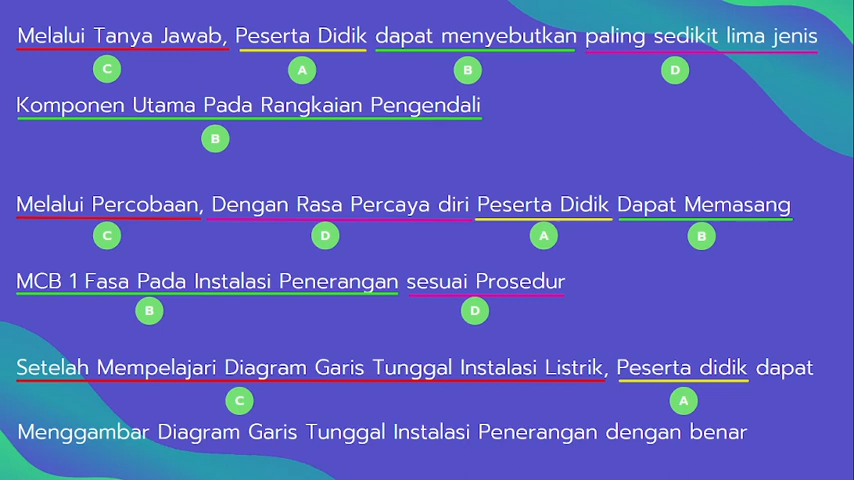 Melalui Tanya Jawab, Peserta Didik dapat menyebutkan paling sedikit lima jenis
C A B D
Komponen Utama Pada Rangkaian Pengendali
B
Melalui Percobaan, Dengan Rasa Percaya diri Peserta Didik Dapat Memasang
C D A B
MCB 1 Fasa Pada Instalasi Penerangan sesuai Prosedur
B D
Setelah Mempelajari Diagram Garis Tunggal Instalasi Listrik, Peserta didik dapat
C A
Menggambar Diagram Garis Tunggal Instalasi Penerangan dengan benar